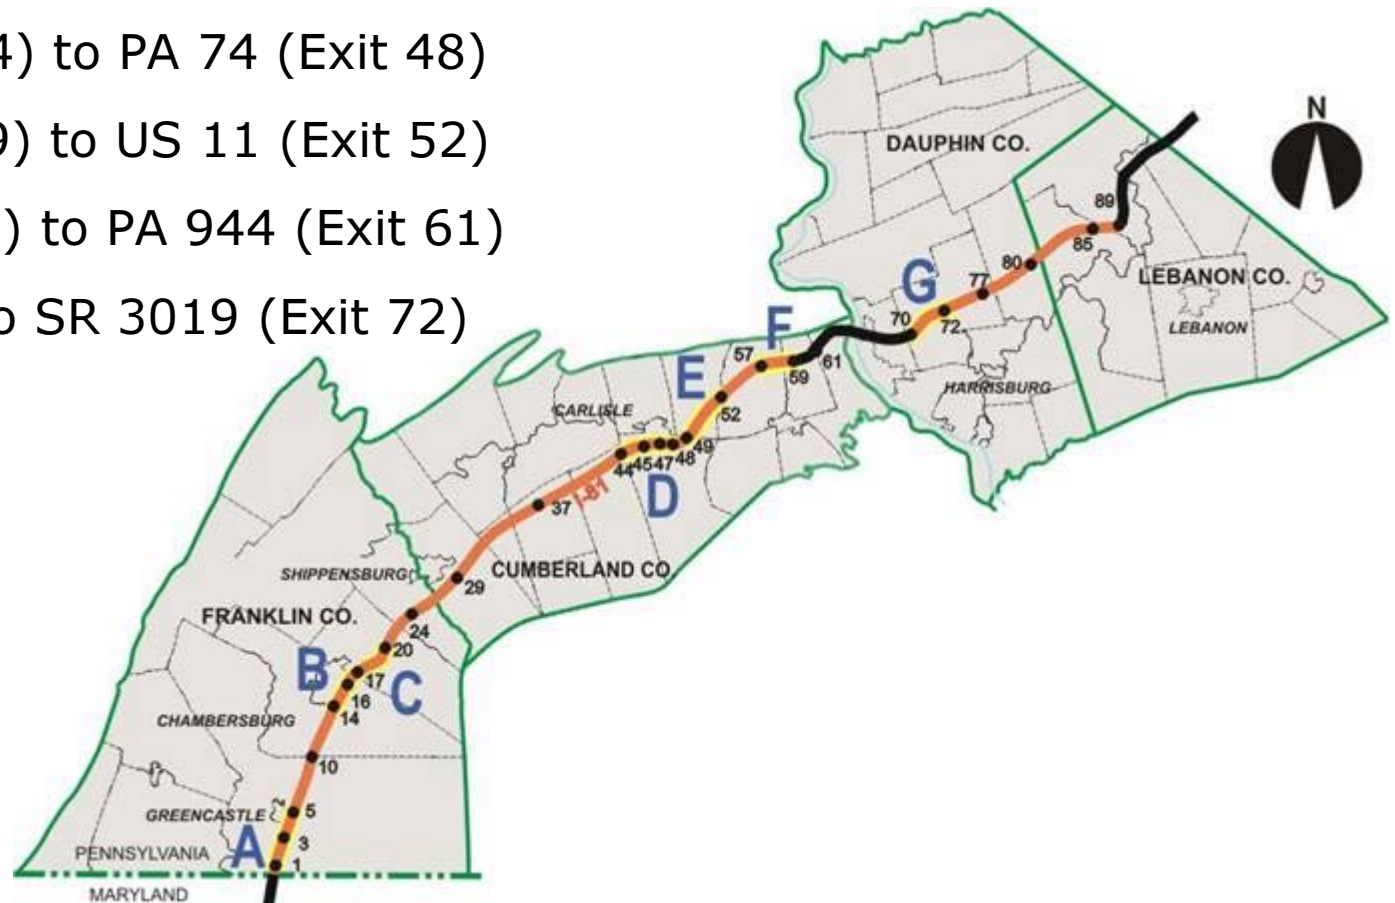 4) to PA 74 (Exit 48)
9) to US 11 (Exit 52)
) to PA 944 (Exit 61)
o SR 3019 (Exit 72)
N
DAUPHIN CO.
89
85
80
LEBANON CO.
G
77
70
72
LEBANON
F
57
61
59
HARRISBURG
E
52
CARLISLE
49
48
47
45
44
D
I-81
37
CUMBERLAND CO.
SHIPPENSBURG
29
FRANKLIN CO.
24
20
B
17
C
16
14
CHAMBERSBURG
10
GREENCASTLE
5
3
A
1
PENNSYLVANIA
MARYLAND